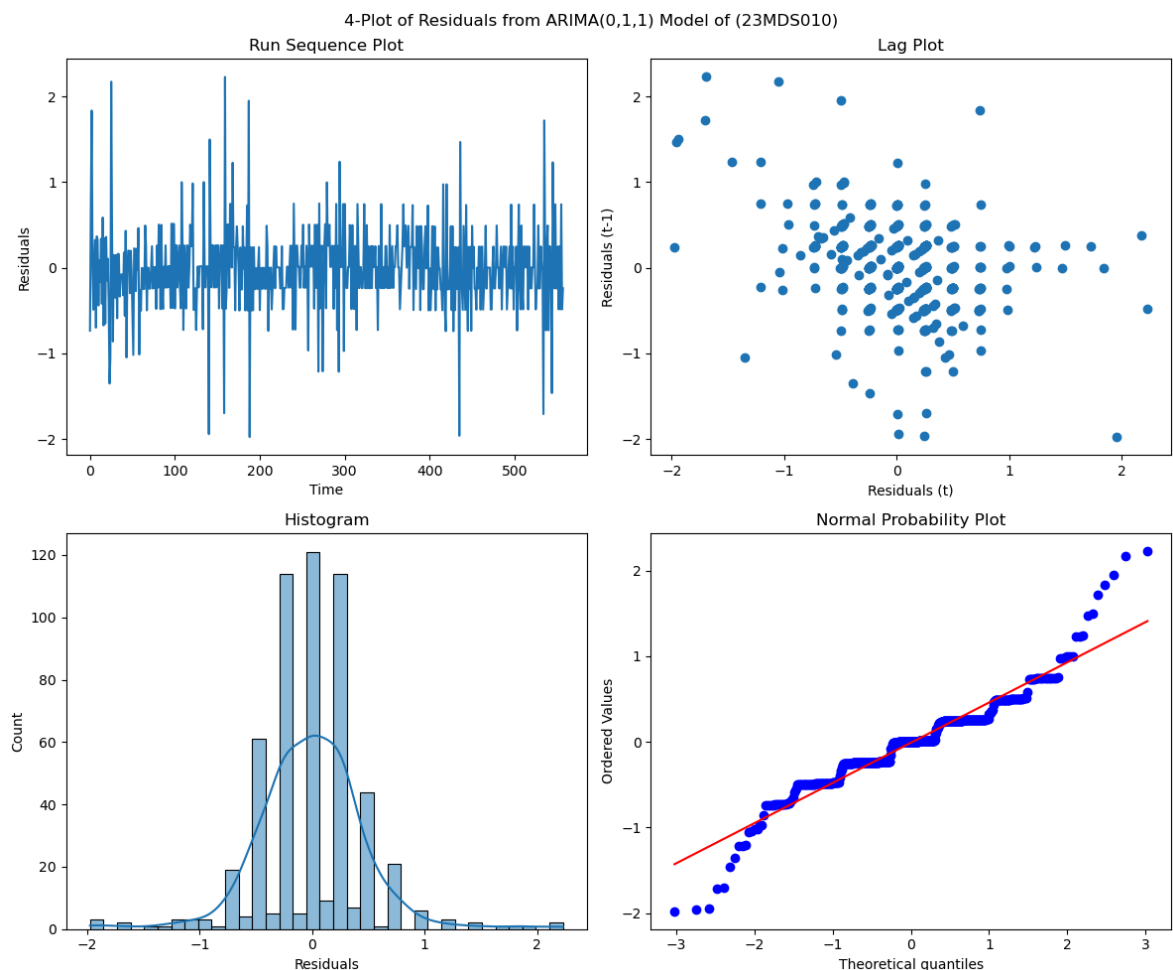 4-Plot of Residuals from ARIMA(0,1,1) Model of (23MDS010)
Run Sequence Plot
2
1
0
−1
−2
Residuals
0 100 200 300 400 500
Time
Lag Plot
2
1
0
−1
−2
Residuals (t-1)
−2 −1 0 1 2
Residuals (t)
Histogram
120
100
80
60
40
20
0
Count
−2 −1 0 1 2
Residuals
Normal Probability Plot
2
1
0
−1
−2
Ordered Values
−3 −2 −1 0 1 2 3
Theoretical quantiles